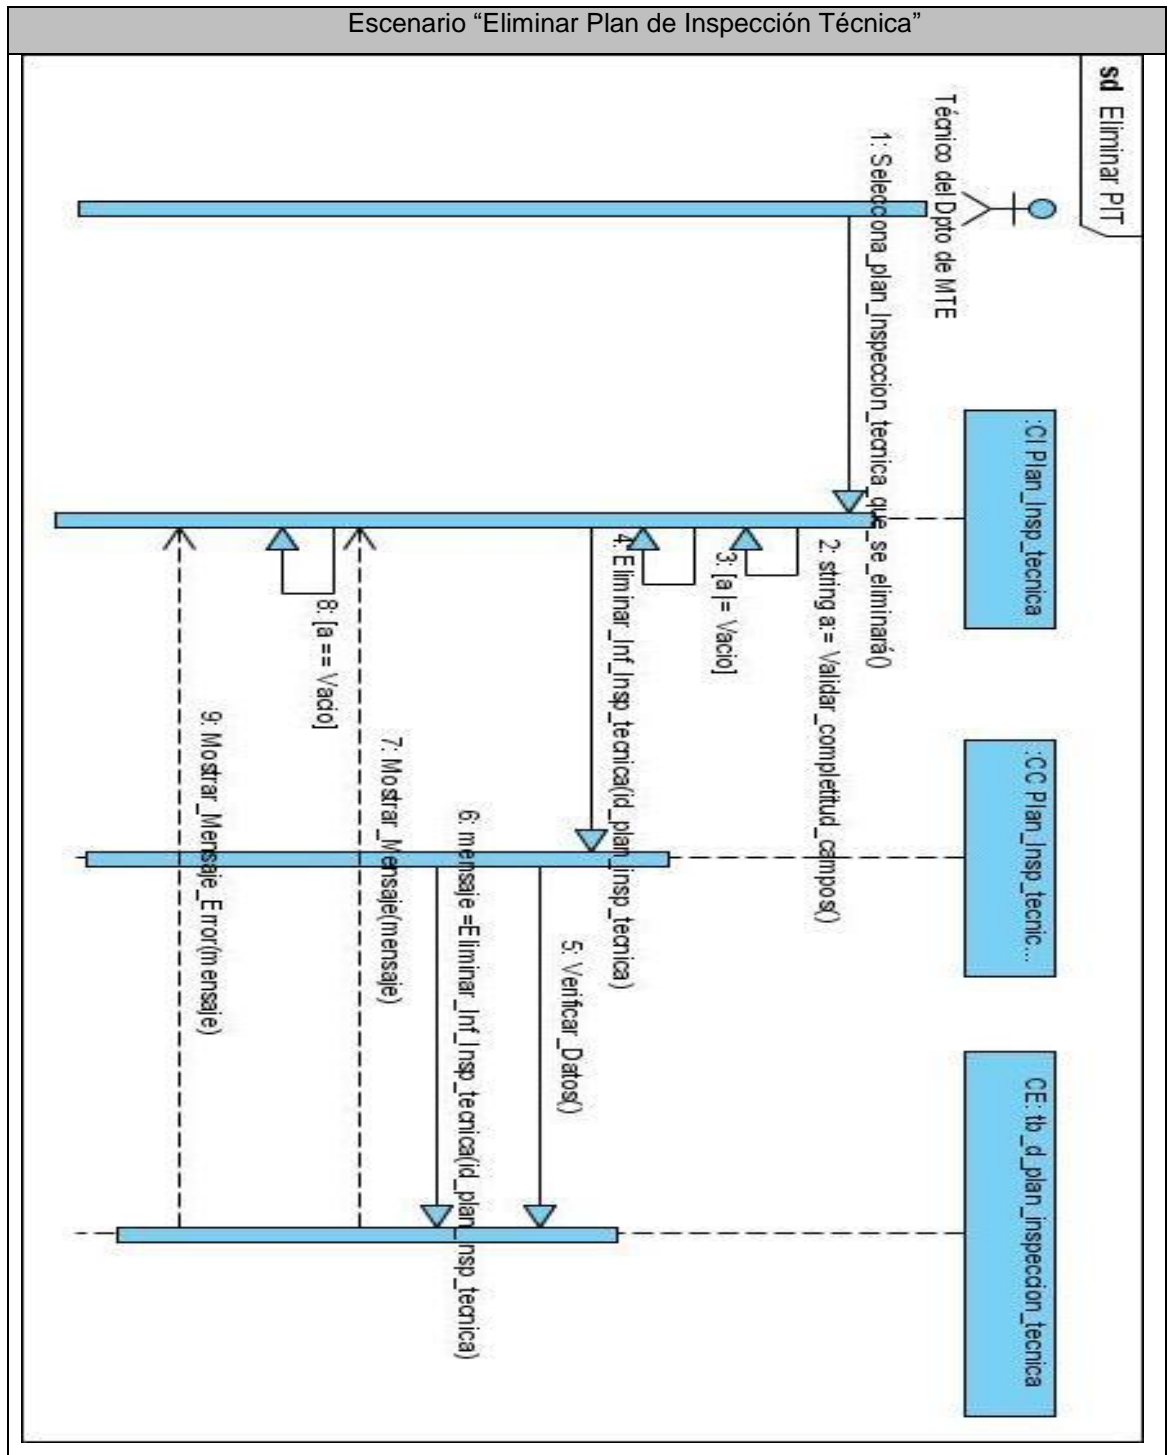 Escenario “Eliminar Plan de Inspección Técnica”
sd Eliminar PIT
Técnico del Dpto de MTE
:CI Plan_Insp_tecnica
:CC Plan_Insp_tecnic...
CE: tb_d_plan_inspeccion_tecnica
1: Selecciona_plan_Inspeccion_tecnica_que_se_eliminará()
2: string a:= Validar_completitud_campos()
3: [a != Vacio]
4: Eliminar_Inf_Insp_tecnica(id_plan_insp_tecnica)
5: Verificar_Datos()
6: mensaje =Eliminar_Inf_Insp_tecnica(id_plan_insp_tecnica)
7: Mostrar_Mensaje(mensaje)
8: [a == Vacio]
9: Mostrar_Mensaje_Error(mensaje)